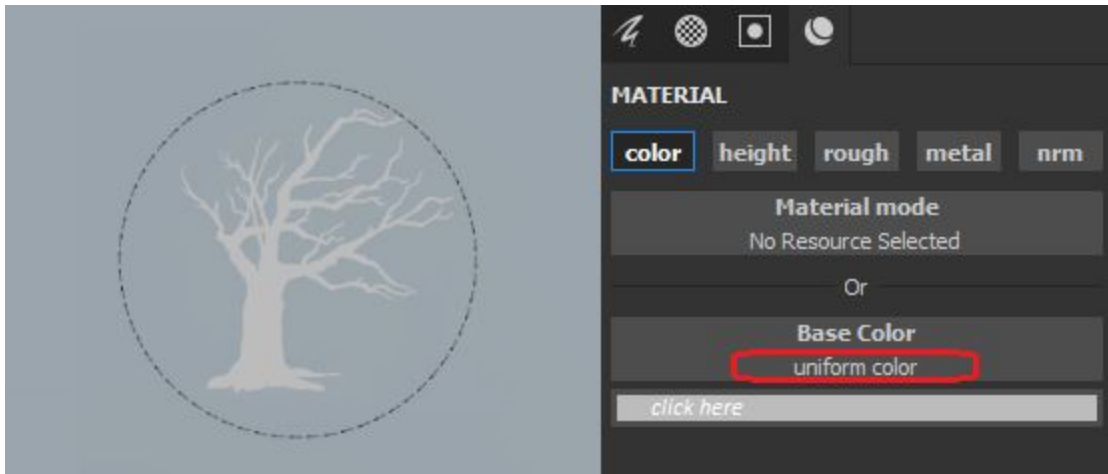 MATERIAL
color height rough metal nrm
Material mode
No Resource Selected
Or
Base Color
uniform color
click here